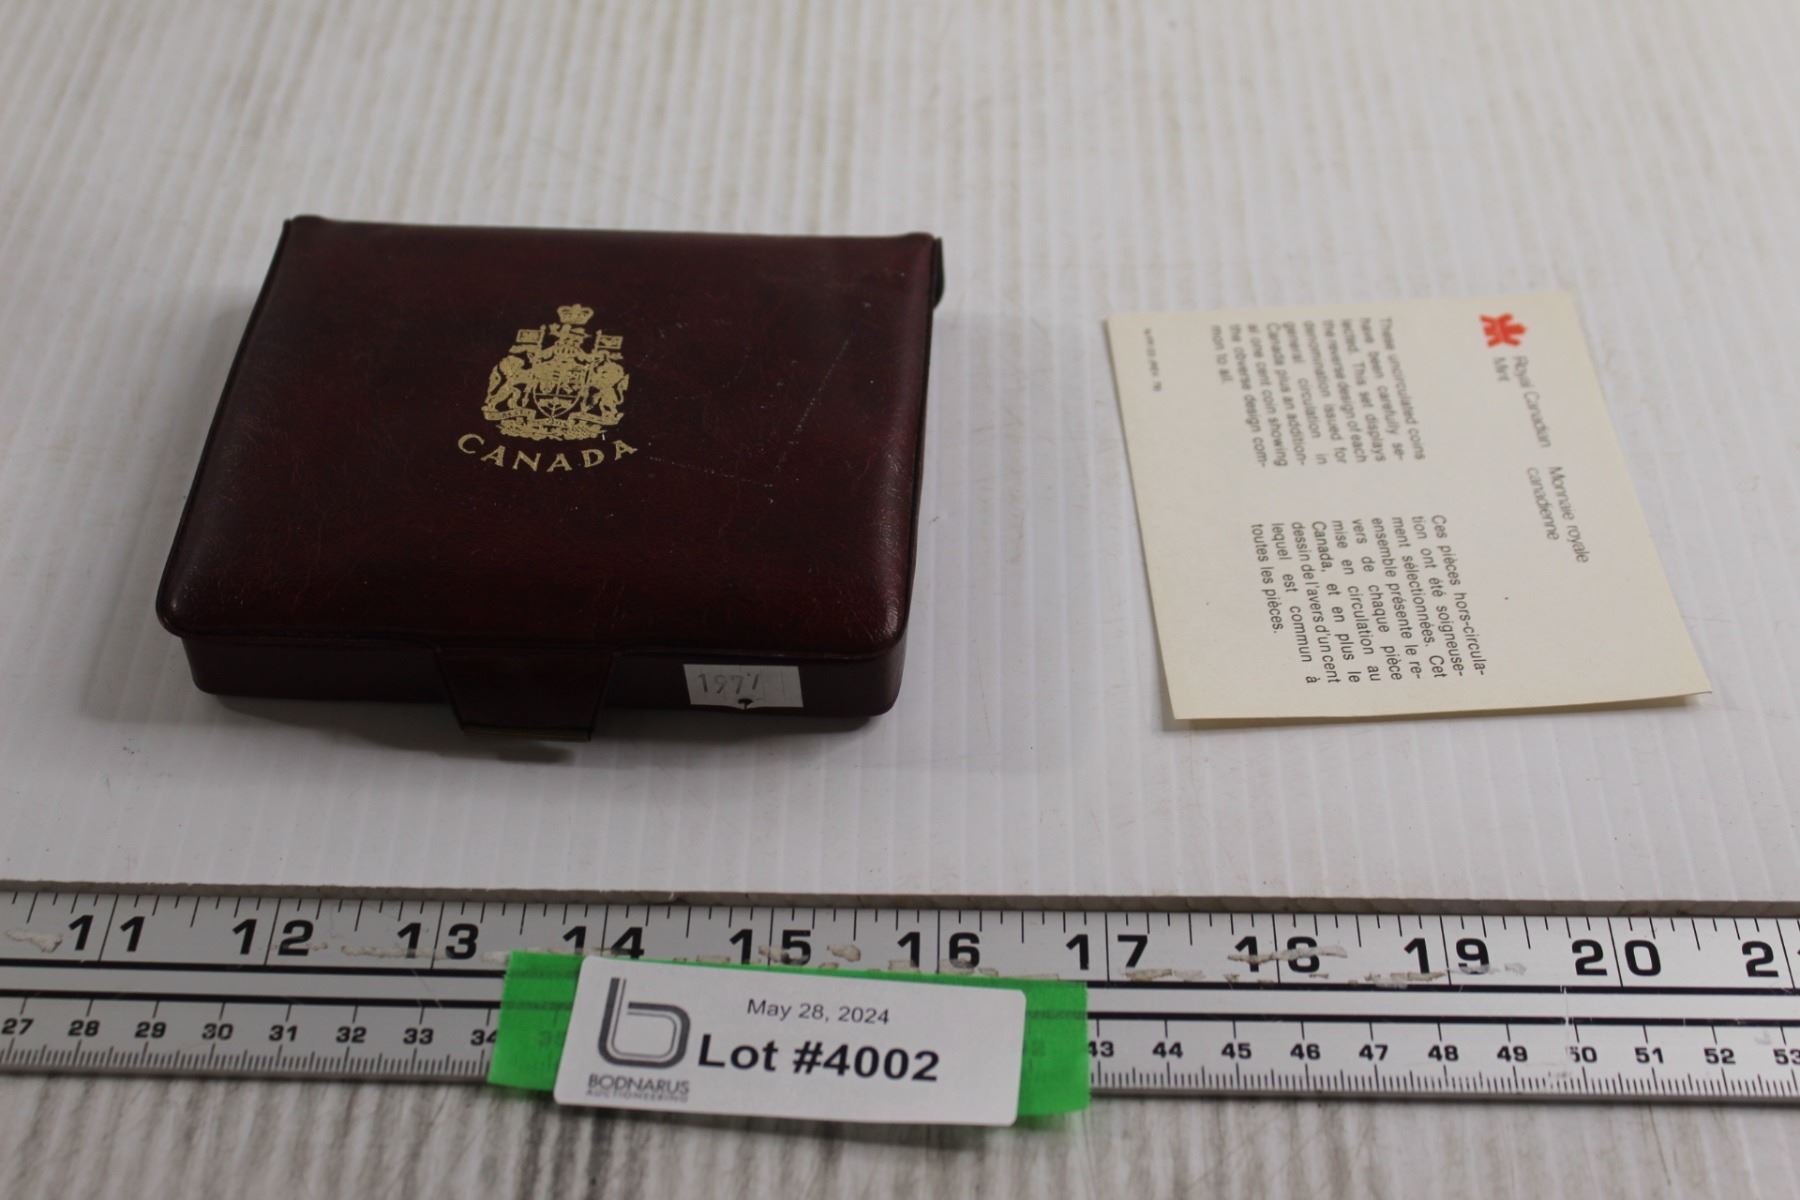 CANADA
1977
Royal Canadian
Mint
Monnaie royale
canadienne
These uncirculated coins
have been carefully se-
lected. This set displays
the reverse design of each
denomination issued for
general circulation in
Canada plus an addition-
al one cent coin showing
the obverse design com-
mon to all.
Ces pièces hors-circula-
tion ont été soigneuse-
ment sélectionnées. Cet
ensemble présente le re-
vers de chaque pièce
mise en circulation au
Canada, et en plus le
dessin de l'avers d'un cent
lequel est commun à
toutes les pièces.
11 12 13 14 15 16 17 18 19 20 2
27 28 29 30 31 32 33 34 43 44 45 46 47 48 49 50 51 52 53
May 28, 2024
Lot #4002
b
BODNARUS
AUCTIONEERING